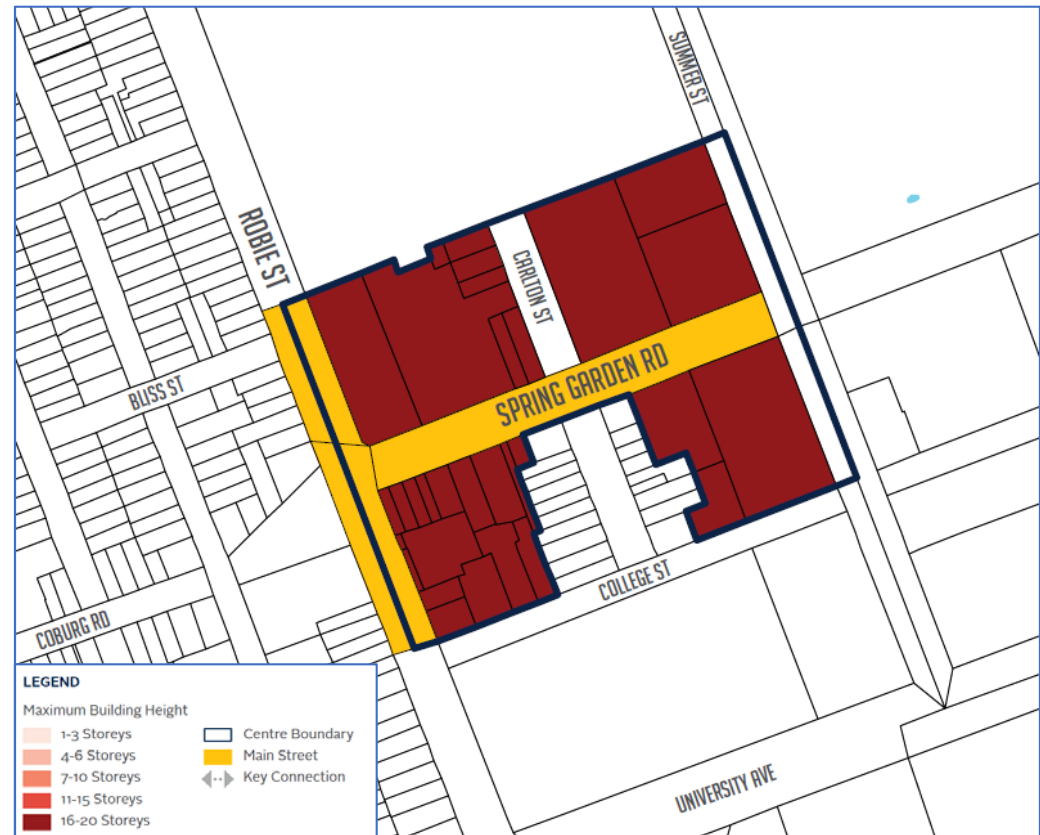 SUMMER ST
ROBIE ST
CARLTON ST
BLISS ST
SPRING GARDEN RD
COLLEGE ST
COBURG RD
UNIVERSITY AVE
LEGEND
Maximum Building Height
1-3 Storeys
4-6 Storeys
7-10 Storeys
11-15 Storeys
16-20 Storeys
Centre Boundary
Main Street
Key Connection